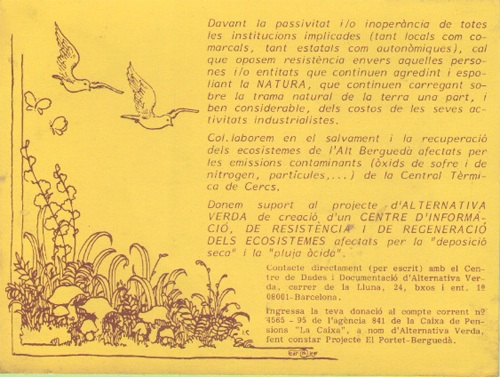 Davant la passivitat i/o inoperància de totes
les institucions implicades (tant locals com co-
marcals, tant estatals com autonòmiques), cal
que oposem resistència envers aquelles perso-
nes i/o entitats que continuen agredint i espo-
liant la NATURA, que continuen carregant so-
bre la trama natural de la terra una part, i
ben considerable, dels costos de les seves ac-
tivitats industrialistes.
Col.laborem en el salvament i la recuperació
dels ecosistemes de l'Alt Berguedà afectats per
les emissions contaminants (òxids de sofre i de
nitrogen, partícules,...) de la Central Tèrmi-
ca de Cercs.
Donem suport al projecte d'ALTERNATIVA
VERDA de creació d'un CENTRE D'INFORMA-
CIÓ, DE RESISTÈNCIA I DE REGENERACIÓ
DELS ECOSISTEMES afectats per la "deposició
seca" i la "pluja àcida".
Contacte directament (per escrit) amb el Cen-
tre de Dades i Documentació d'Alternativa Ver-
da, carrer de la Lluna, 24, bxos i ent. 1º
08001-Barcelona.
Ingressa la teva donació al compte corrent nº
4565 - 95 de l'agència 841 de la Caixa de Pen-
sions "La Caixa", a nom d'Alternativa Verda,
fent constar Projecte El Portet-Berguedà.